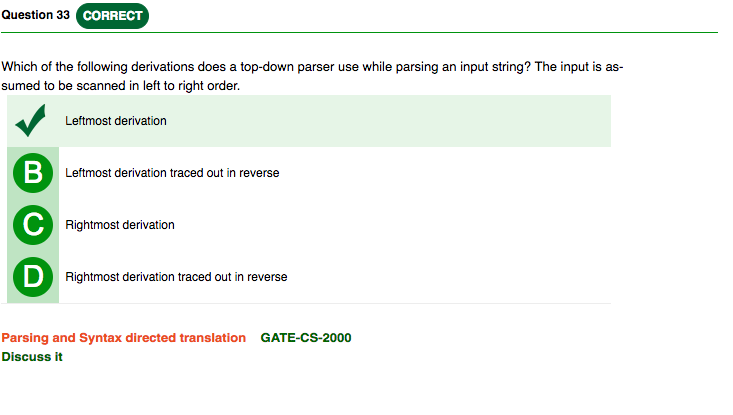 Question 33 CORRECT
Which of the following derivations does a top-down parser use while parsing an input string? The input is as-
sumed to be scanned in left to right order.
Leftmost derivation
B Leftmost derivation traced out in reverse
C Rightmost derivation
D Rightmost derivation traced out in reverse
Parsing and Syntax directed translation GATE-CS-2000
Discuss it